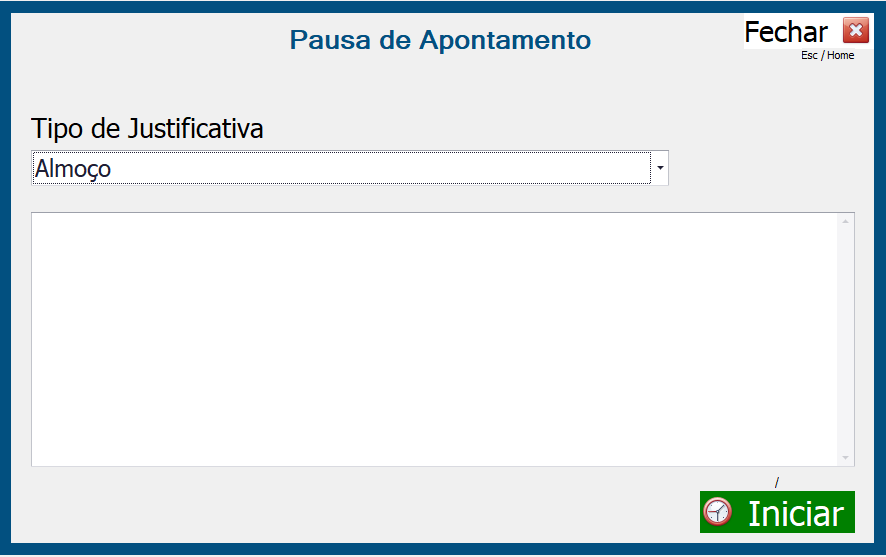 Pausa de Apontamento
Fechar
Esc / Home
Tipo de Justificativa
Almoço
/
Iniciar